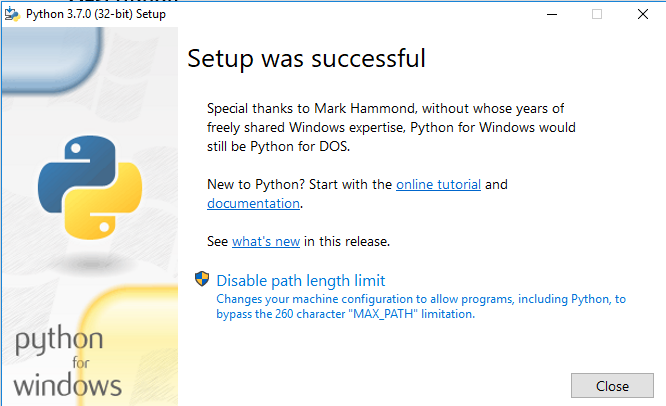 Python 3.7.0 (32-bit) Setup
Setup was successful
Special thanks to Mark Hammond, without whose years of
freely shared Windows expertise, Python for Windows would
still be Python for DOS.
New to Python? Start with the online tutorial and
documentation.
See what's new in this release.
Disable path length limit
Changes your machine configuration to allow programs, including Python, to
bypass the 260 character "MAX_PATH" limitation.
python
for
windows
Close